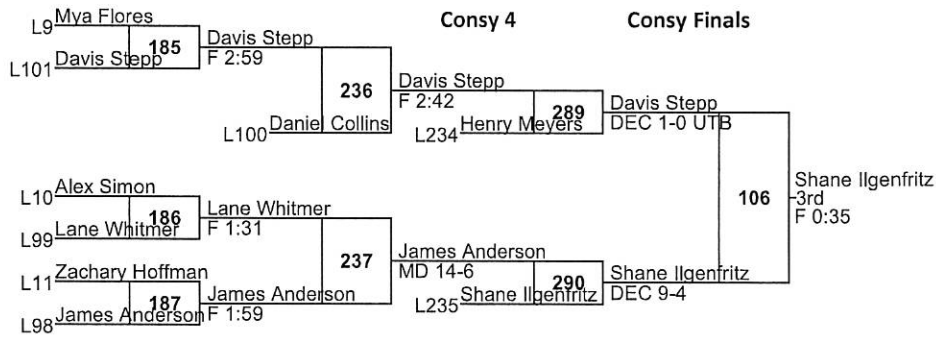 Consy 4
Consy Finals
L9 Mya Flores
185
L101 Davis Stepp
Davis Stepp
F 2:59
236
L100 Daniel Collins
Davis Stepp
F 2:42
289
L234 Henry Meyers
Davis Stepp
DEC 1-0 UTB
L10 Alex Simon
186
L99 Lane Whitmer
Lane Whitmer
F 1:31
237
L11 Zachary Hoffman
187
L98 James Anderson
James Anderson
F 1:59
James Anderson
MD 14-6
290
L235 Shane Ilgenfritz
Shane Ilgenfritz
DEC 9-4
106
Shane Ilgenfritz
3rd
F 0:35